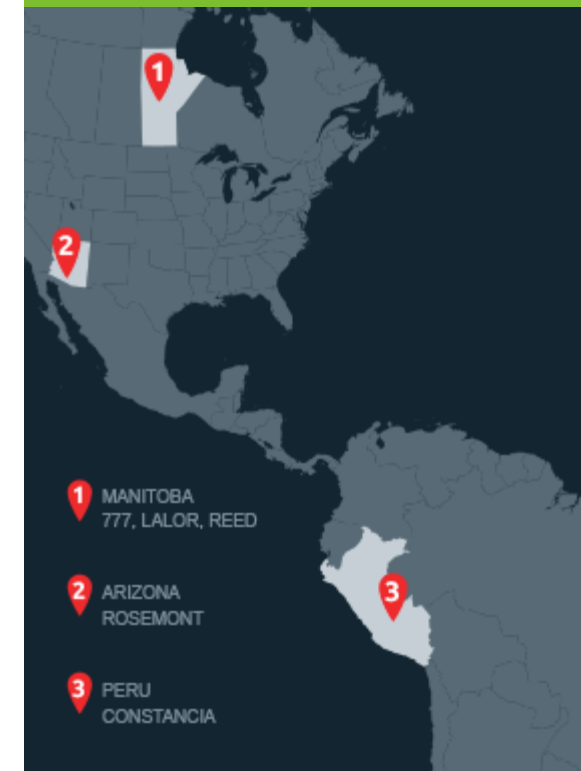 1
2
3
1 MANITOBA
777, LALOR, REED
2 ARIZONA
ROSEMONT
3 PERU
CONSTANCIA